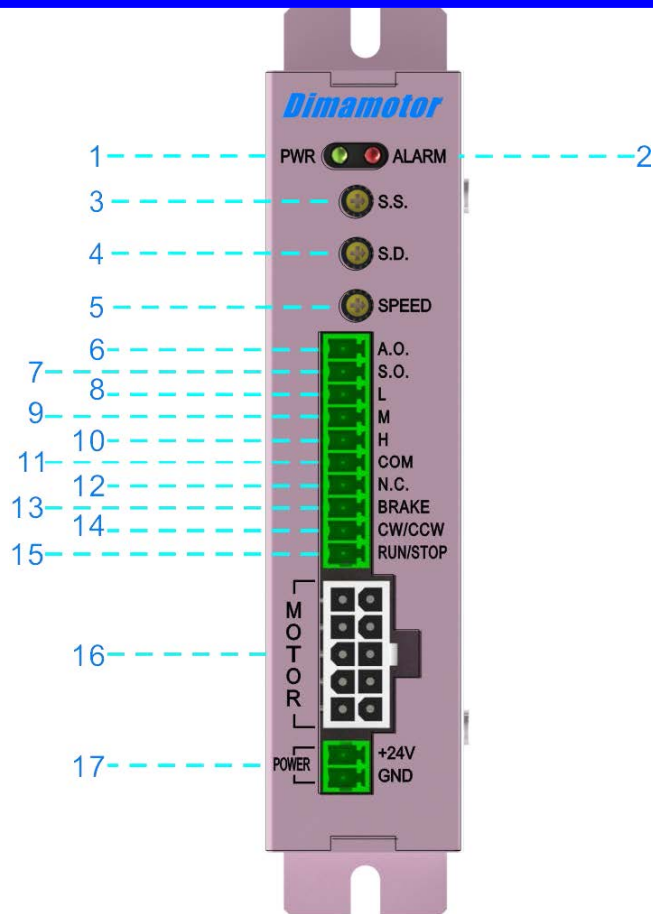 Dimamotor
1 PWR ALARM 2
3 S.S.
4 S.D.
5 SPEED
6 A.O.
7 S.O.
8 L
9 M
10 H
11 COM
12 N.C.
13 BRAKE
14 CW/CCW
15 RUN/STOP
16 MOTOR
17 POWER +24V
GND